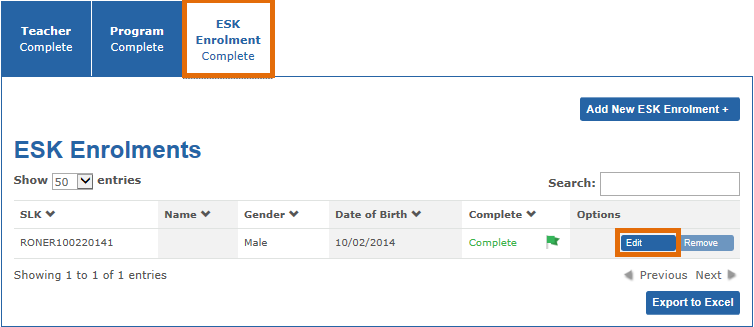 Teacher
Complete
Program
Complete
ESK
Enrolment
Complete
Add New ESK Enrolment +
ESK Enrolments
Show 50 entries
Search:
SLK Name Gender Date of Birth Complete Options
RONER100220141 Male 10/02/2014 Complete Edit Remove
Showing 1 to 1 of 1 entries
Previous Next
Export to Excel